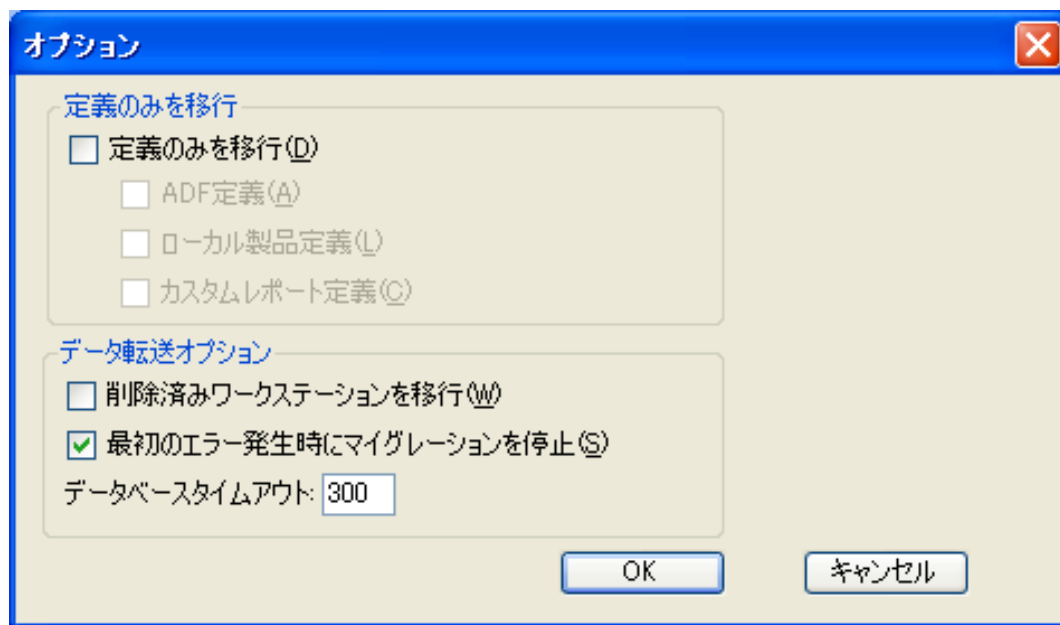 オプション
定義のみを移行
定義のみを移行(D)
ADF定義(A)
ローカル製品定義(L)
カスタムレポート定義(C)
データ転送オプション
削除済みワークステーションを移行(W)
最初のエラー発生時にマイグレーションを停止(S)
データベースタイムアウト: 300
OK キャンセル